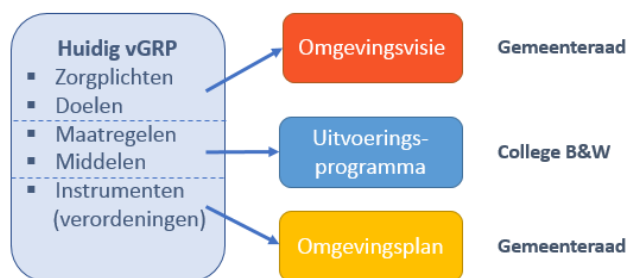 Huidig vGRP
▪ Zorgplichten
▪ Doelen
▪ Maatregelen
▪ Middelen
▪ Instrumenten
(verordeningen)
Omgevingsvisie
Gemeenteraad
Uitvoerings-
programma
College B&W
Omgevingsplan
Gemeenteraad